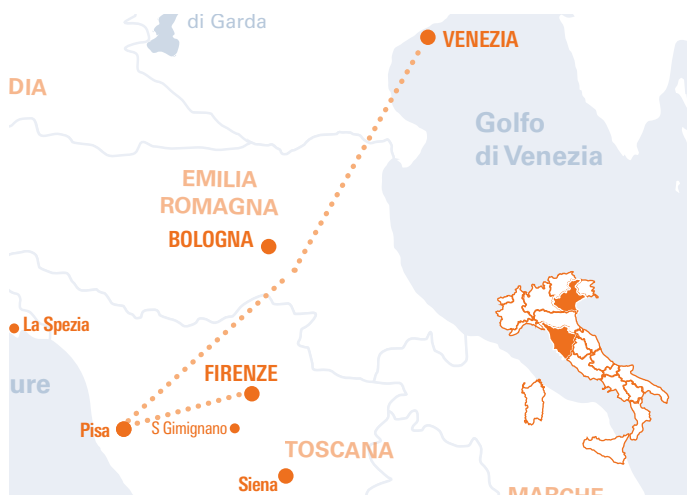 di Garda
VENEZIA
DIA
Golfo
di Venezia
EMILIA
ROMAGNA
BOLOGNA
La Spezia
FIRENZE
ure
Pisa
S Gimignano
TOSCANA
Siena
MARCHE